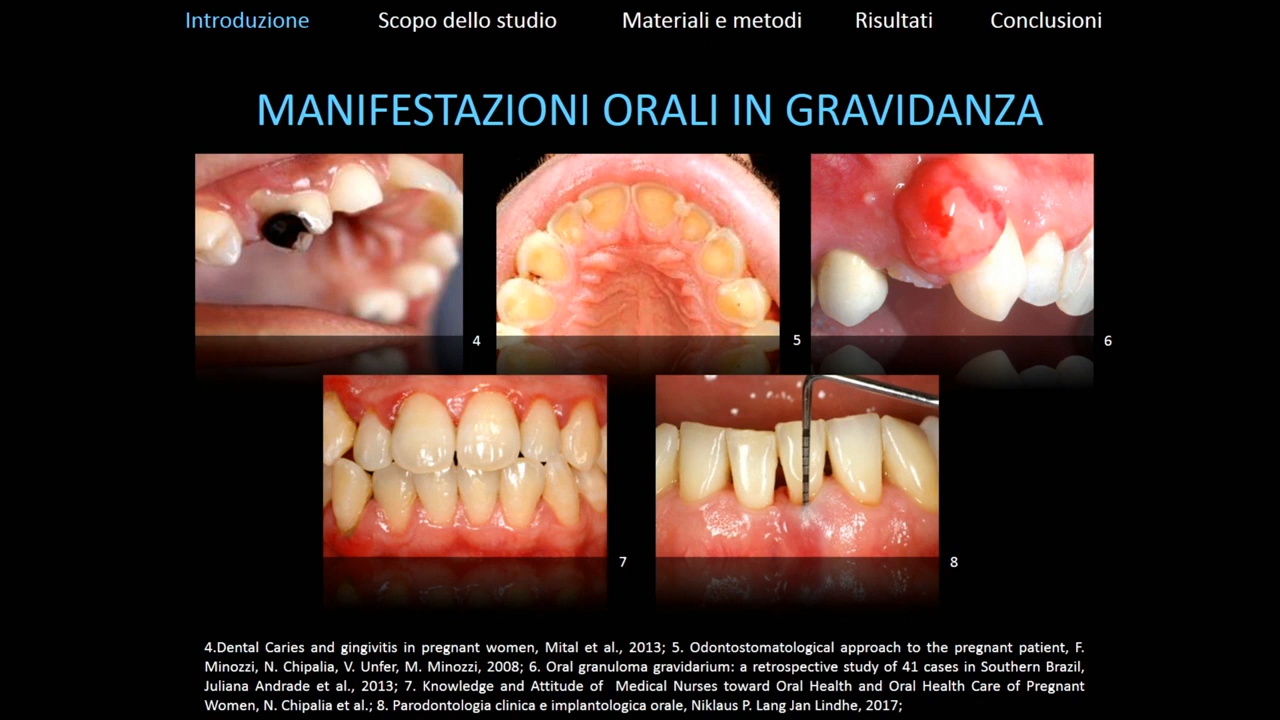 Introduzione Scopo dello studio Materiali e metodi Risultati Conclusioni
MANIFESTAZIONI ORALI IN GRAVIDANZA
4
5
6
7
8
4.Dental Caries and gingivitis in pregnant women, Mital et al., 2013; 5. Odontostomatological approach to the pregnant patient, F.
Minozzi, N. Chipalia, V. Unfer, M. Minozzi, 2008; 6. Oral granuloma gravidarium: a retrospective study of 41 cases in Southern Brazil,
Juliana Andrade et al., 2013; 7. Knowledge and Attitude of Medical Nurses toward Oral Health and Oral Health Care of Pregnant
Women, N. Chipalia et al.; 8. Parodontologia clinica e implantologica orale, Niklaus P. Lang Jan Lindhe, 2017;